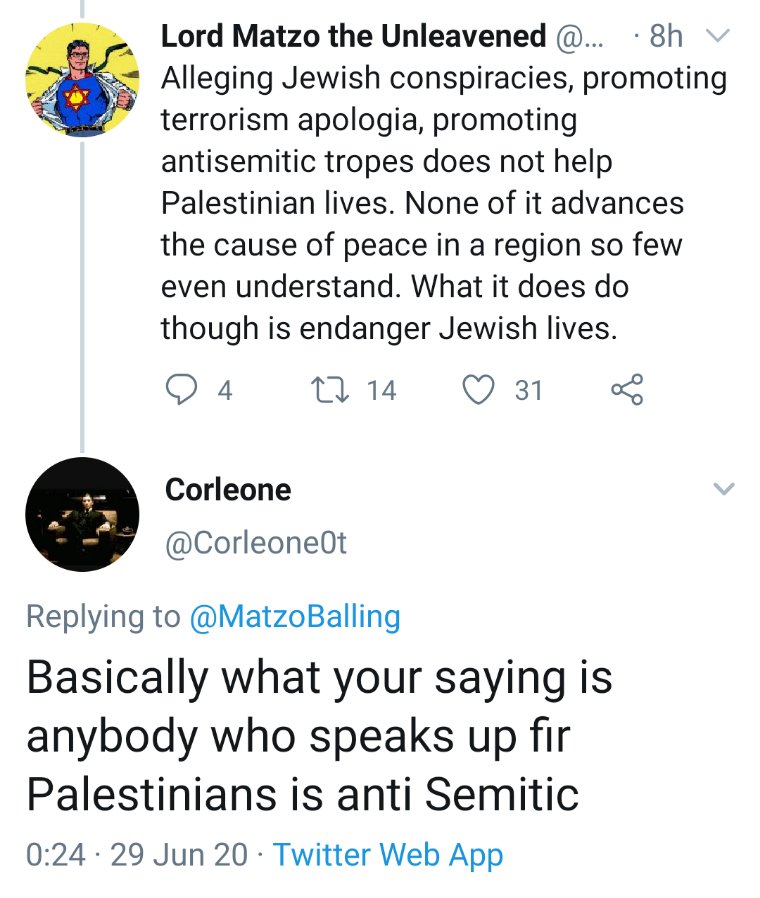 Lord Matzo the Unleavened @... · 8h
Alleging Jewish conspiracies, promoting
terrorism apologia, promoting
antisemitic tropes does not help
Palestinian lives. None of it advances
the cause of peace in a region so few
even understand. What it does do
though is endanger Jewish lives.
4 14 31
Corleone
@Corleone0t
Replying to @MatzoBalling
Basically what your saying is
anybody who speaks up fir
Palestinians is anti Semitic
0:24 · 29 Jun 20 · Twitter Web App